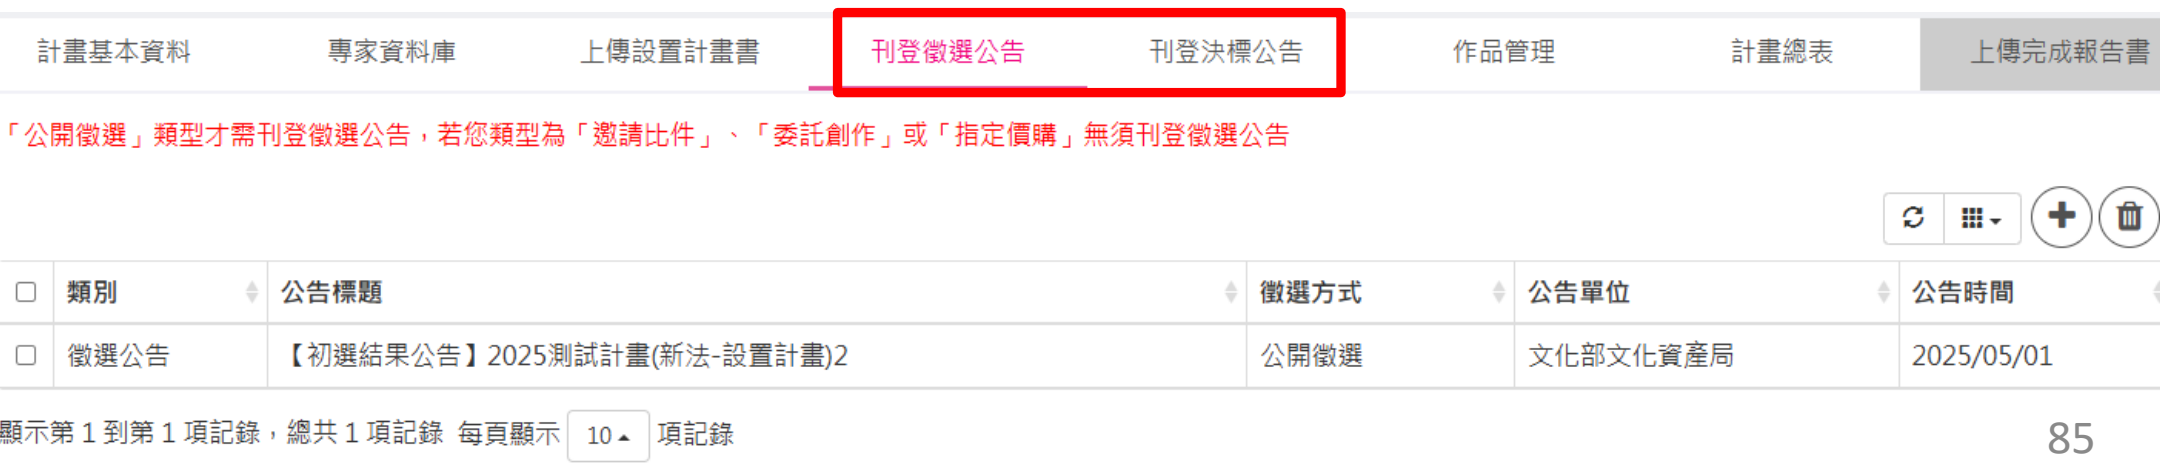 計畫基本資料 專家資料庫 上傳設置計畫書 刊登徵選公告 刊登決標公告 作品管理 計畫總表 上傳完成報告書
「公開徵選」類型才需刊登徵選公告，若您類型為「邀請比件」、「委託創作」或「指定價購」無須刊登徵選公告
類別 公告標題 徵選方式 公告單位 公告時間
徵選公告 【初選結果公告】2025測試計畫(新法-設置計畫)2 公開徵選 文化部文化資產局 2025/05/01
顯示第 1 到第 1 項記錄，總共 1 項記錄 每頁顯示 10 項記錄
85